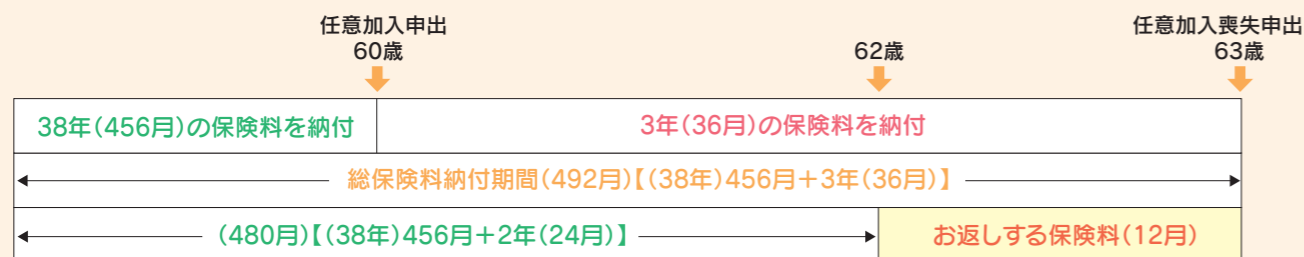 任意加入申出
60歳
62歳
任意加入喪失申出
63歳
38年(456月)の保険料を納付
3年(36月)の保険料を納付
総保険料納付期間(492月)【(38年)456月+3年(36月)】
(480月)【(38年)456月+2年(24月)】
お返しする保険料(12月)